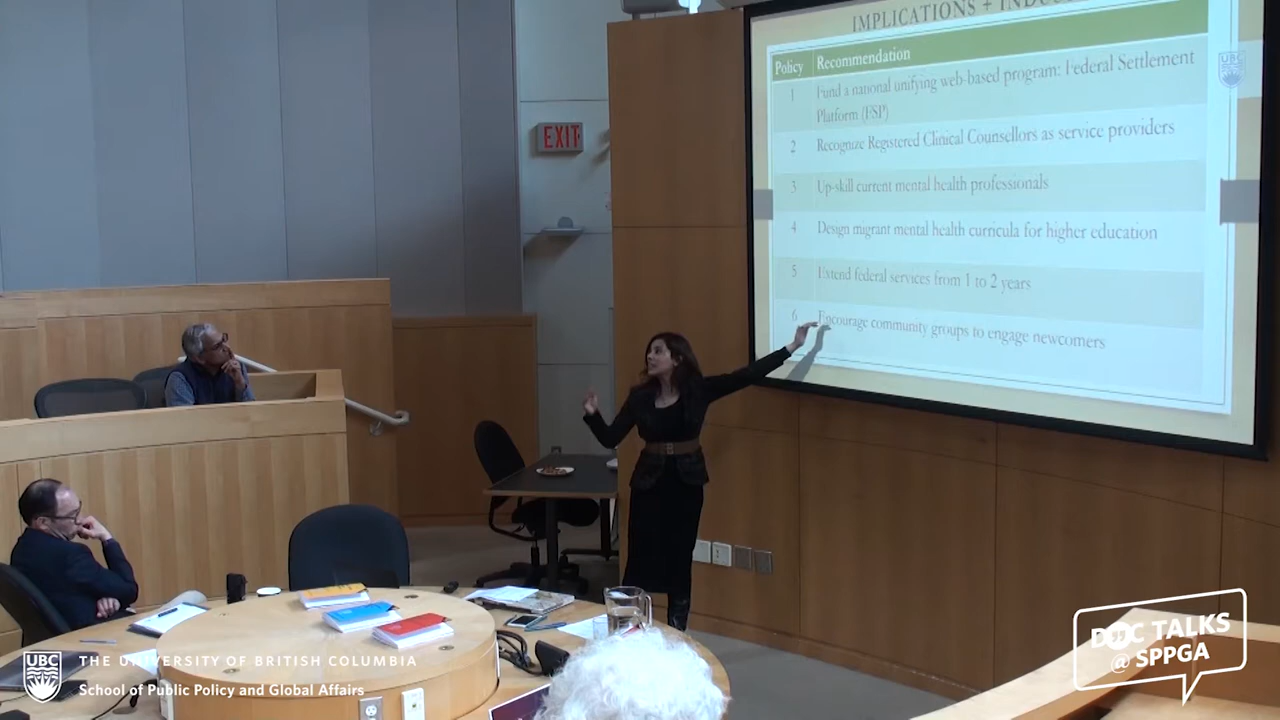 IMPLICATIONS +
Policy Recommendation
1 Fund a national unifying web-based program: Federal Settlement
Platform (FSP)
2 Recognize Registered Clinical Counsellors as service providers
3 Up-skill current mental health professionals
4 Design migrant mental health curricula for higher education
5 Extend federal services from 1 to 2 years
6 Encourage community groups to engage newcomers
UBC
EXIT
UBC
THE UNIVERSITY OF BRITISH COLUMBIA
School of Public Policy and Global Affairs
DOC TALKS
@ SPPGA